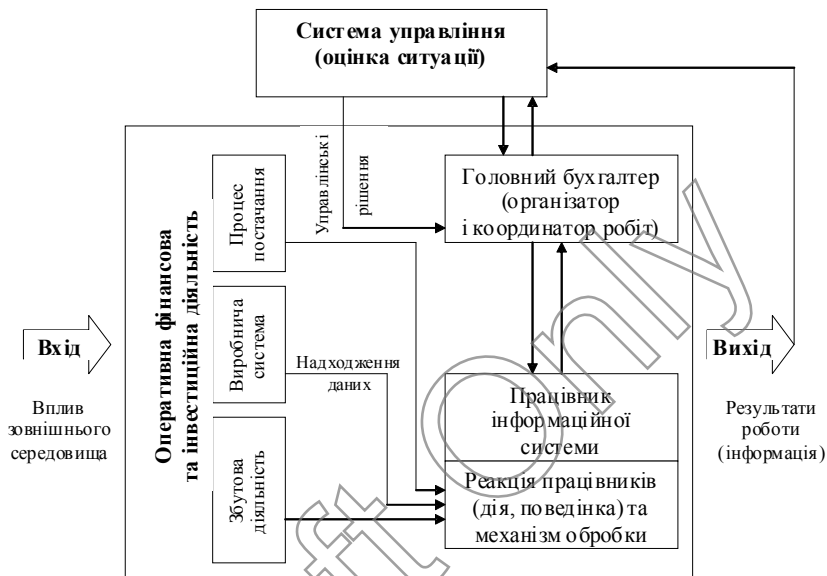 Система управління
(оцінка ситуації)
Управлінські
рішення
Головний бухгалтер
(організатор
і координатор робіт)
Процес
постачання
Оперативна фінансова
та інвестиційна діяльність
Виробнича
система
Збутова
діяльність
Вхід
Вплив
зовнішнього
середовища
Надходження
даних
Працівник
інформаційної
системи
Реакція працівників
(дія, поведінка) та
механізм обробки
Вихід
Результати
роботи
(інформація)
ft Only